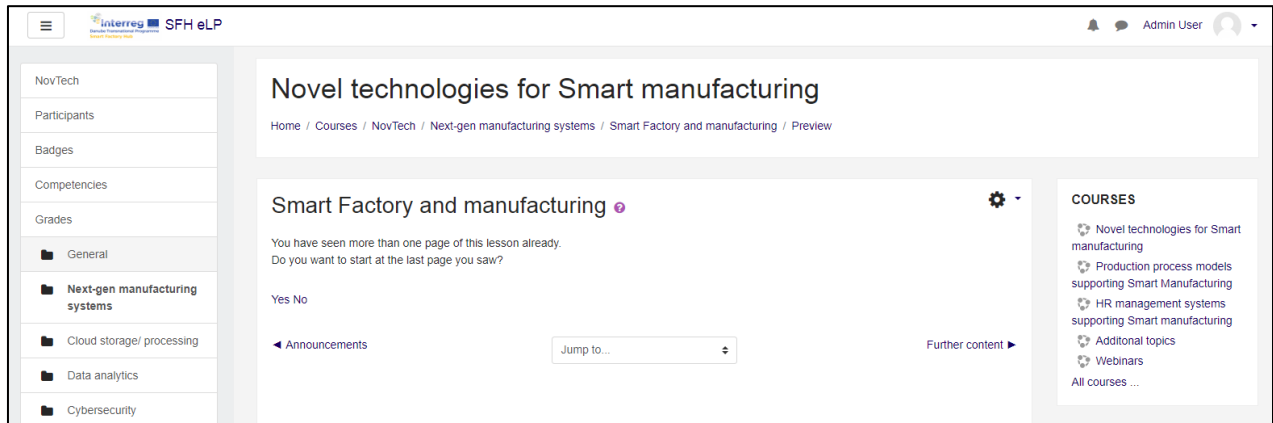 Interreg
Danube Transnational Programme
Smart Factory Hub
SFH eLP
Admin User
NovTech
Participants
Badges
Competencies
Grades
General
Next-gen manufacturing
systems
Cloud storage/ processing
Data analytics
Cybersecurity
Novel technologies for Smart manufacturing
Home / Courses / NovTech / Next-gen manufacturing systems / Smart Factory and manufacturing / Preview
Smart Factory and manufacturing ?
You have seen more than one page of this lesson already.
Do you want to start at the last page you saw?
Yes No
◄ Announcements
Jump to...
Further content ►
COURSES
Novel technologies for Smart
manufacturing
Production process models
supporting Smart Manufacturing
HR management systems
supporting Smart manufacturing
Additonal topics
Webinars
All courses ...